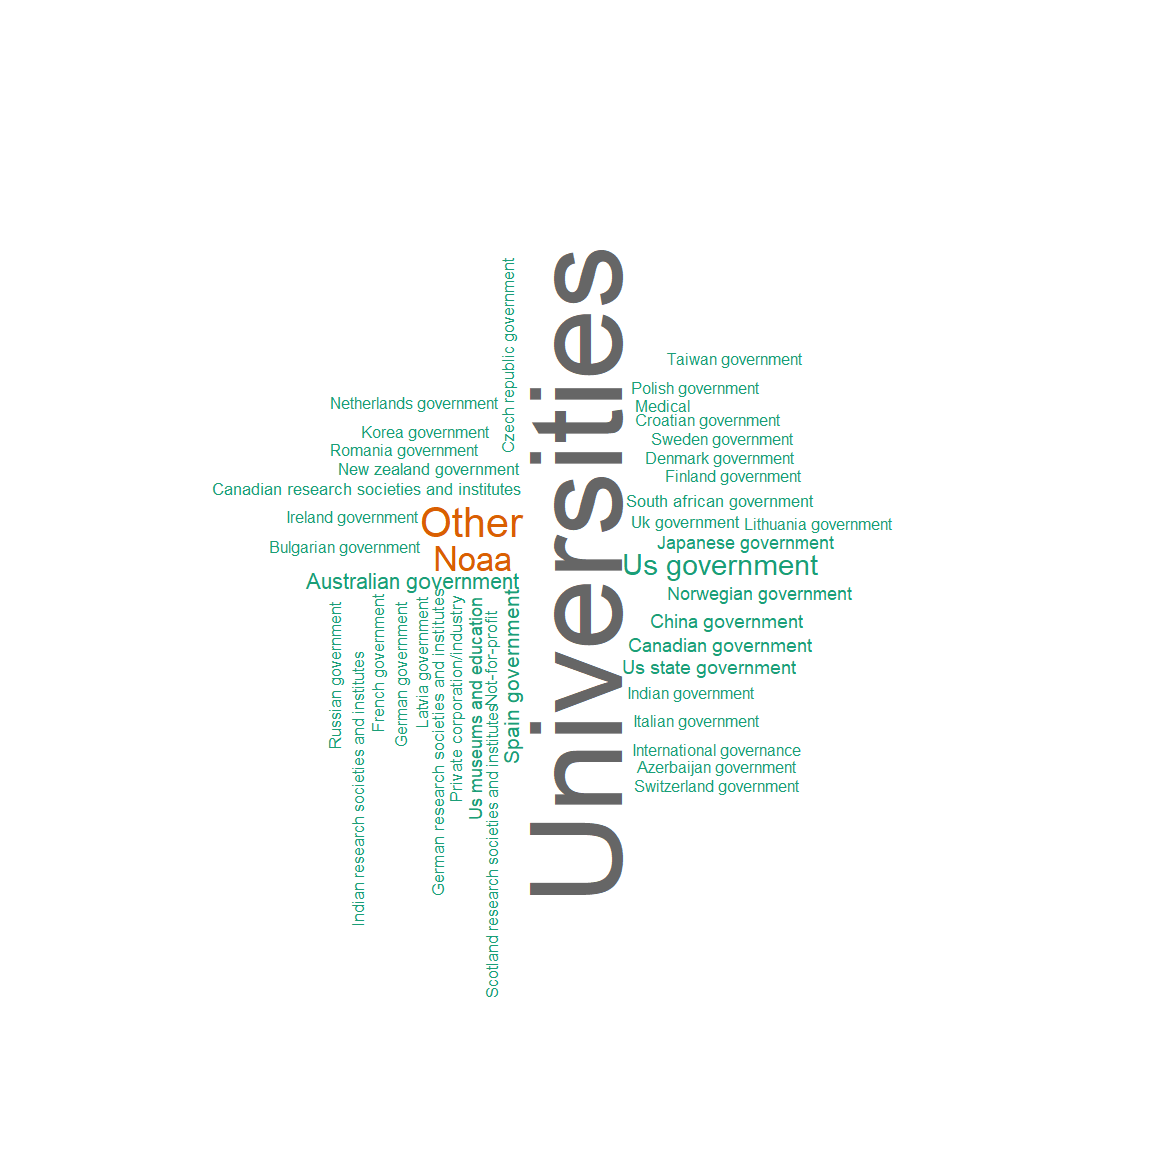 Czech republic government
Universities
Taiwan government
Polish government
Netherlands government
Medical
Croatian government
Korea government
Sweden government
Romania government
Denmark government
New zealand government
Finland government
Canadian research societies and institutes
South african government
Ireland government
Other
Uk government
Lithuania government
Japanese government
Bulgarian government
Noaa
Us government
Australian government
Norwegian government
Russian government
Indian research societies and institutes
French government
German government
Latvia government
German research societies and institutes
Private corporation/industry
Us museums and education
Not-for-profit
Scotland research societies and institutes
Spain government
China government
Canadian government
Us state government
Indian government
Italian government
International governance
Azerbaijan government
Switzerland government